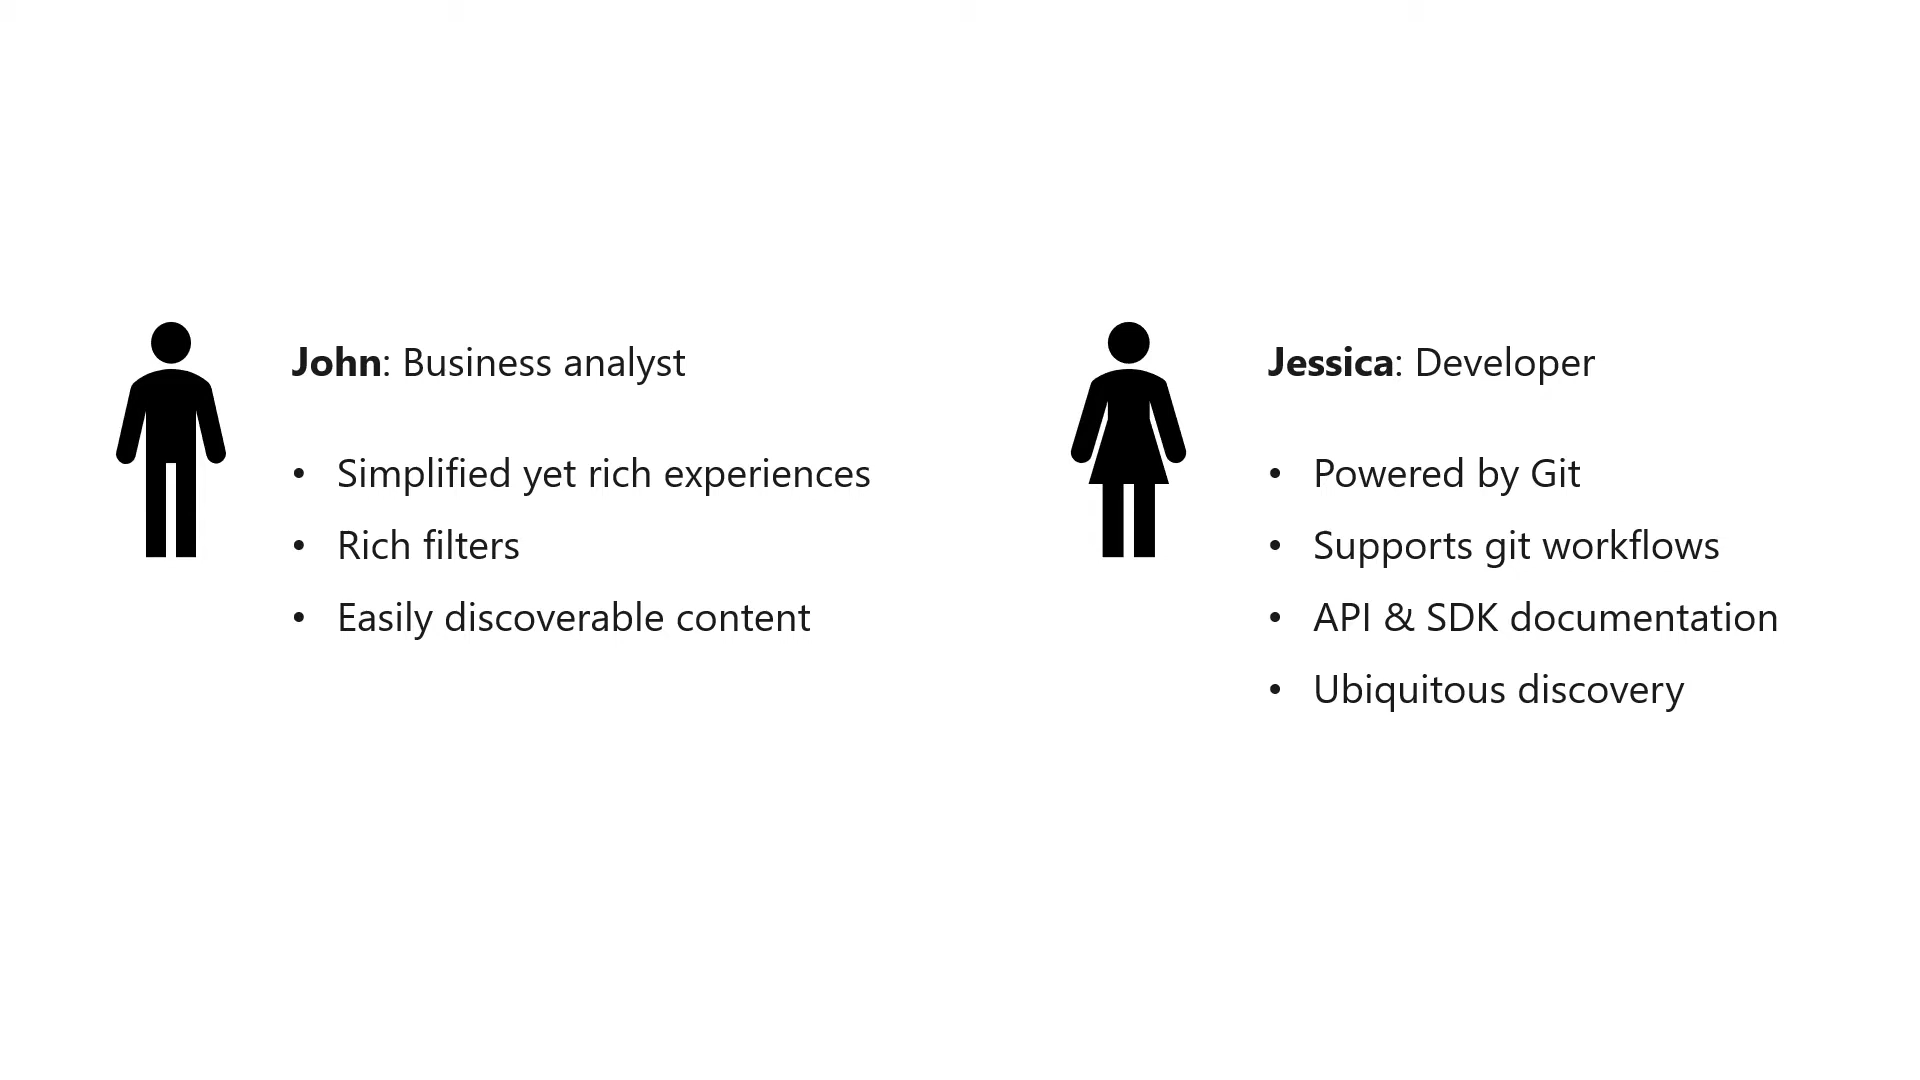 John: Business analyst
• Simplified yet rich experiences
• Rich filters
• Easily discoverable content
Jessica: Developer
• Powered by Git
• Supports git workflows
• API & SDK documentation
• Ubiquitous discovery